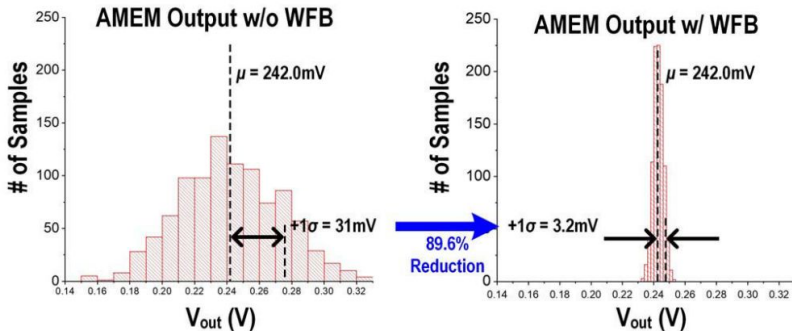 AMEM Output w/o WFB
# of Samples
250
200
150
100
50
0
μ = 242.0mV
+1σ = 31mV
0.14 0.16 0.18 0.20 0.22 0.24 0.26 0.28 0.30 0.32
Vout (V)
89.6%
Reduction
AMEM Output w/ WFB
# of Samples
250
200
150
100
50
0
μ = 242.0mV
+1σ = 3.2mV
0.14 0.16 0.18 0.20 0.22 0.24 0.26 0.28 0.30 0.32
Vout (V)